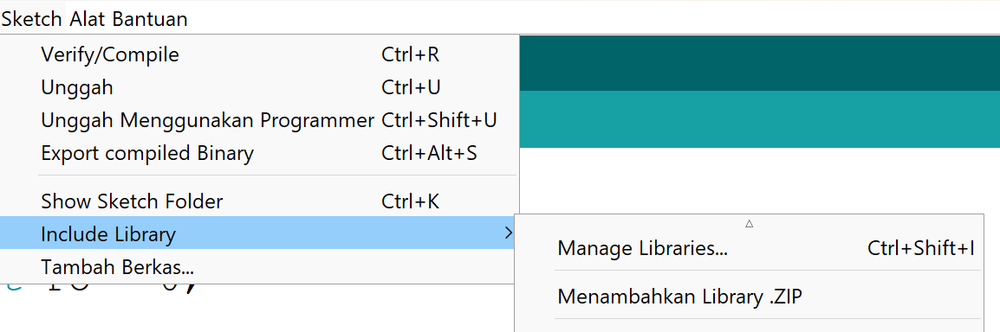 Sketch Alat Bantuan
Verify/Compile Ctrl+R
Unggah Ctrl+U
Unggah Menggunakan Programmer Ctrl+Shift+U
Export compiled Binary Ctrl+Alt+S
Show Sketch Folder Ctrl+K
Include Library
Tambah Berkas...
Manage Libraries... Ctrl+Shift+I
Menambahkan Library .ZIP